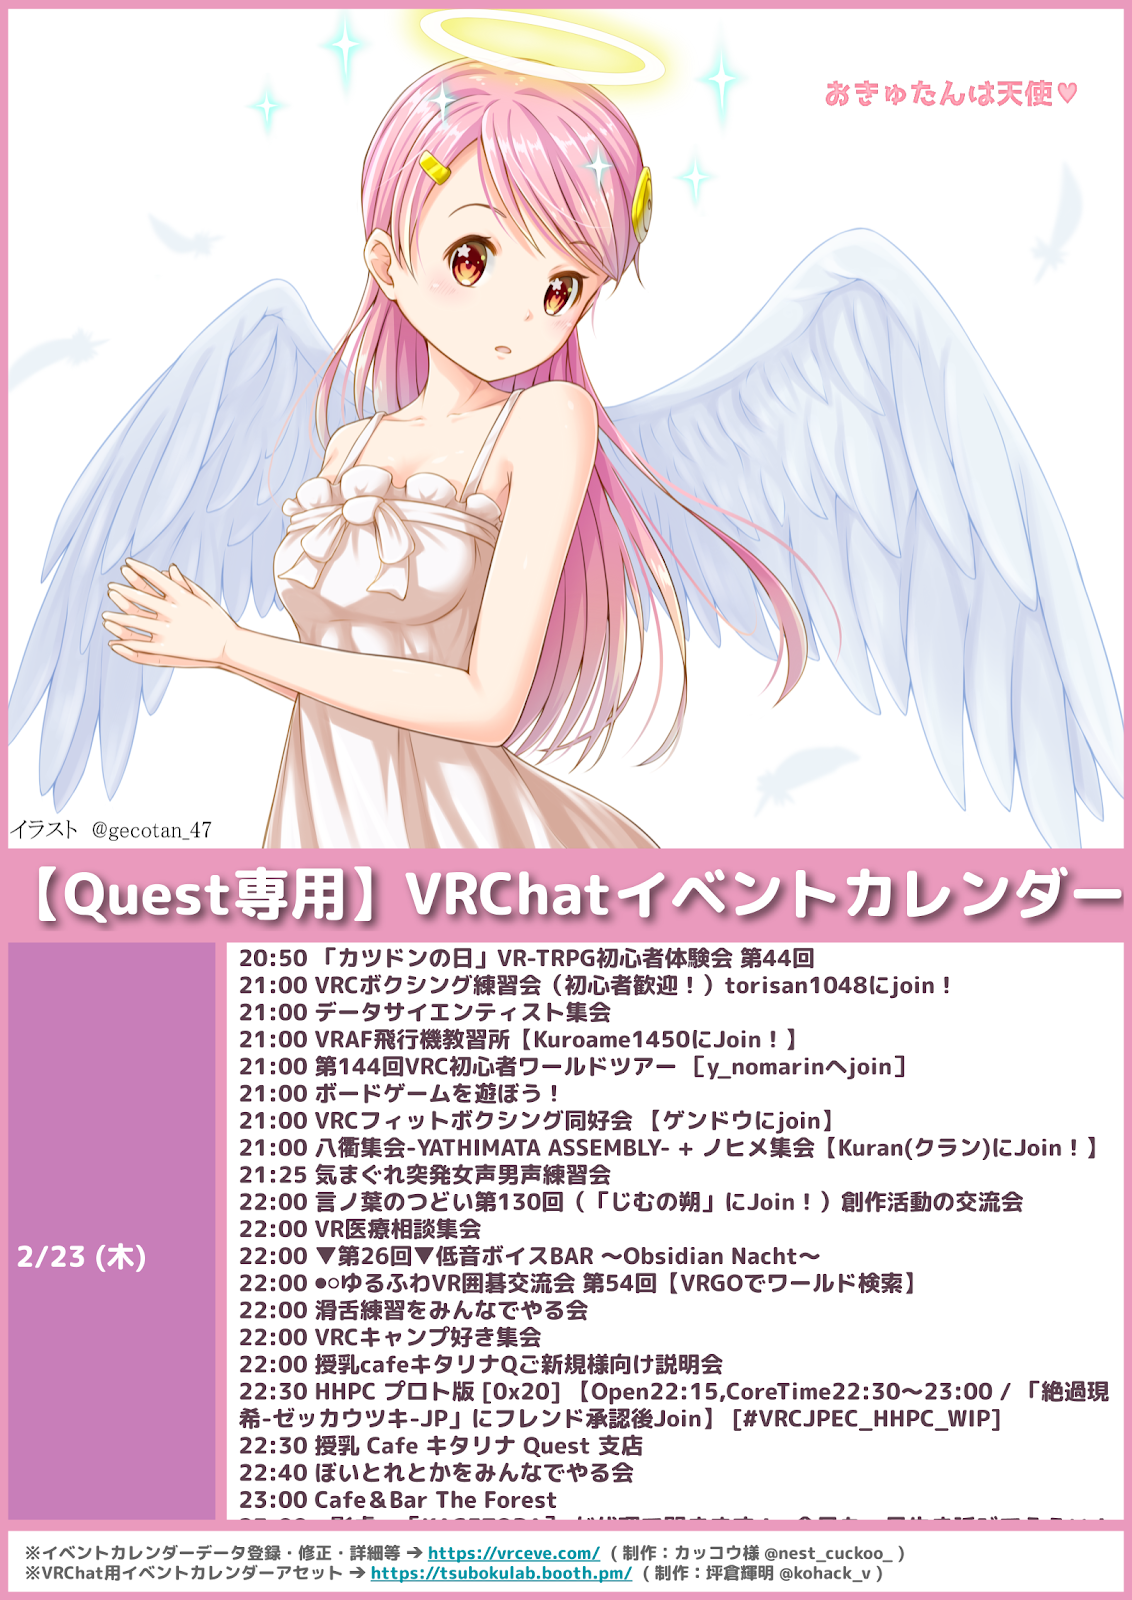 おきゅたんは天使♥
イラスト @gecotan_47
【Quest専用】VRChatイベントカレンダー
2/23 (木)
20:50 「カツドンの日」VR-TRPG初心者体験会 第44回
21:00 VRCボクシング練習会（初心者歓迎！）torisan1048にjoin！
21:00 データサイエンティスト集会
21:00 VRAF飛行機教習所【Kuroame1450にJoin！】
21:00 第144回VRC初心者ワールドツアー ［y_nomarinへjoin］
21:00 ボードゲームを遊ぼう！
21:00 VRCフィットボクシング同好会 【ゲンドウにjoin】
21:00 八衢集会-YATHIMATA ASSEMBLY- + ノヒメ集会【Kuran(クラン)にJoin！】
21:25 気まぐれ突発女声男声練習会
22:00 言ノ葉のつどい第130回（「じむの朔」にJoin！）創作活動の交流会
22:00 VR医療相談集会
22:00 ▼第26回▼低音ボイスBAR ～Obsidian Nacht～
22:00 ●○ゆるふわVR囲碁交流会 第54回【VRGOでワールド検索】
22:00 滑舌練習をみんなでやる会
22:00 VRCキャンプ好き集会
22:00 授乳cafeキタリナQご新規様向け説明会
22:30 HHPC プロト版 [0x20] 【Open22:15,CoreTime22:30～23:00 / 「絶過現
希-ゼッカウツキ-JP」にフレンド承認後Join】 [#VRCJPEC_HHPC_WIP]
22:30 授乳 Cafe キタリナ Quest 支店
22:40 ぼいとれとかをみんなでやる会
23:00 Cafe＆Bar The Forest
※イベントカレンダーデータ登録・修正・詳細等 ➔ https://vrceve.com/ （制作：カッコウ様 @nest_cuckoo_ ）
※VRChat用イベントカレンダーアセット ➔ https://tsubokulab.booth.pm/ （制作：坪倉輝明 @kohack_v ）